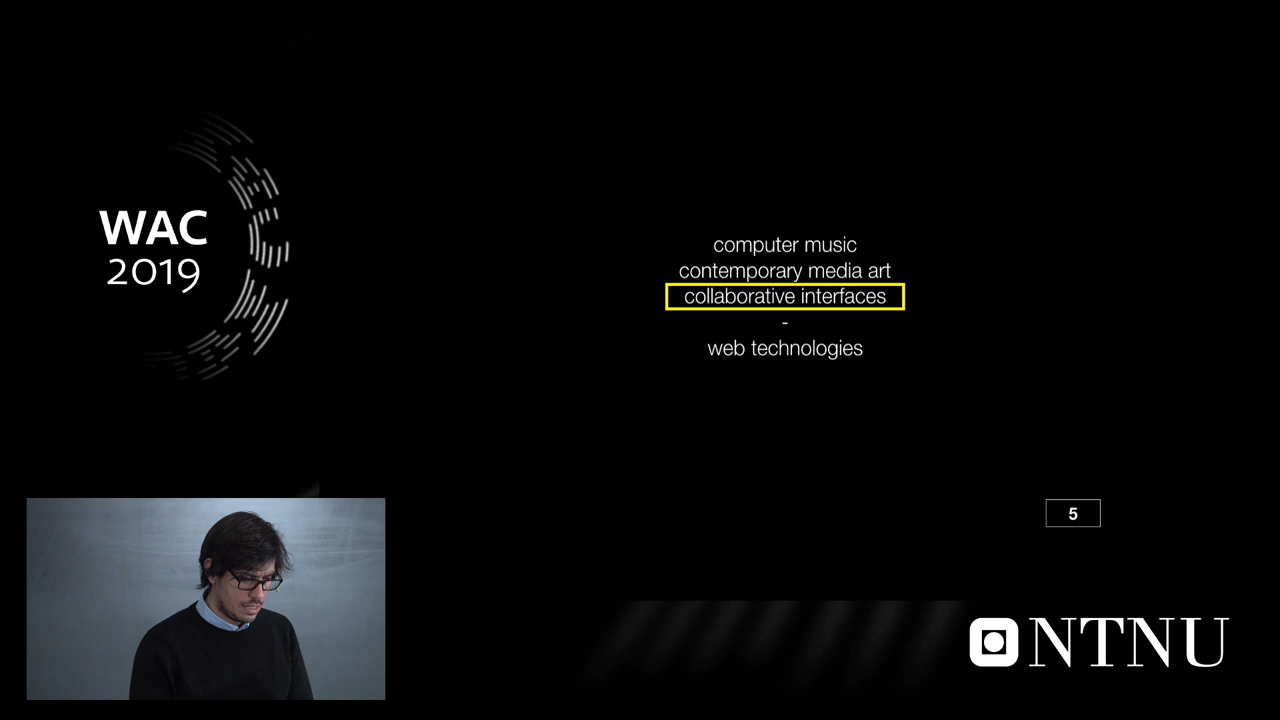 WAC
2019
computer music
contemporary media art
collaborative interfaces
-
web technologies
5
NTNU